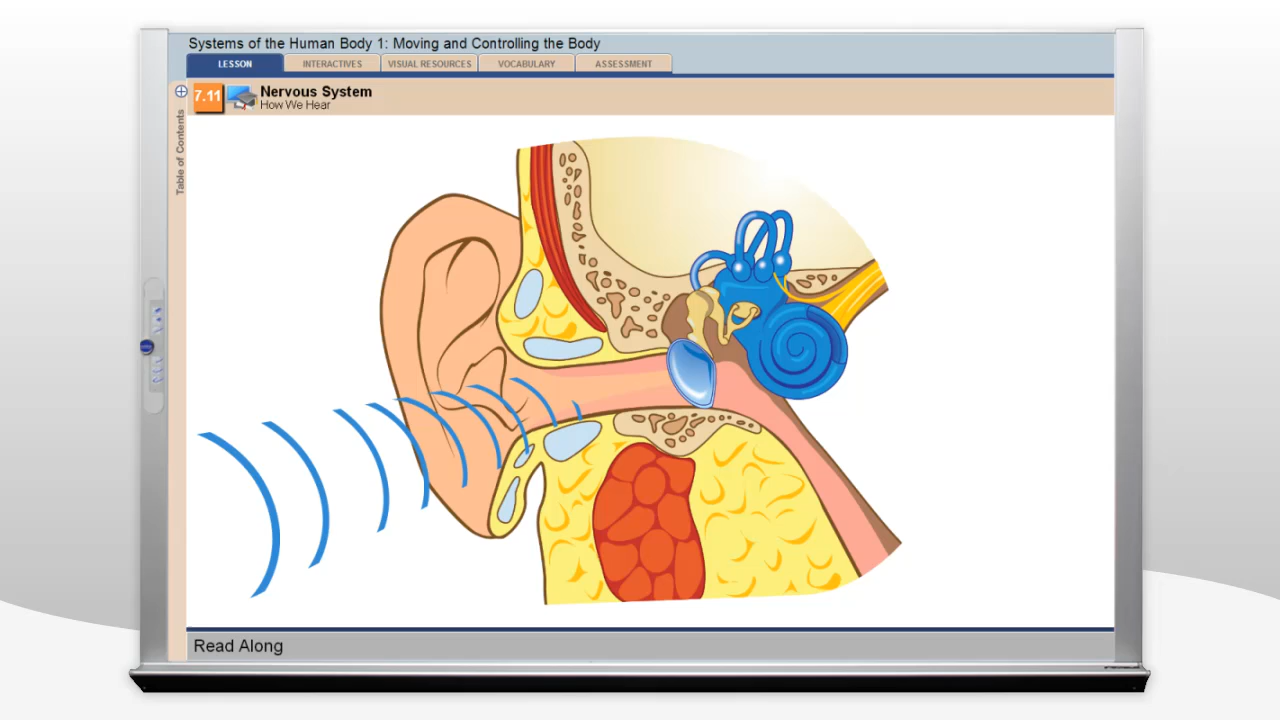 Systems of the Human Body 1: Moving and Controlling the Body
LESSON
INTERACTIVES
VISUAL RESOURCES
VOCABULARY
ASSESSMENT
7.11
Nervous System
How We Hear
Table of Contents
Read Along